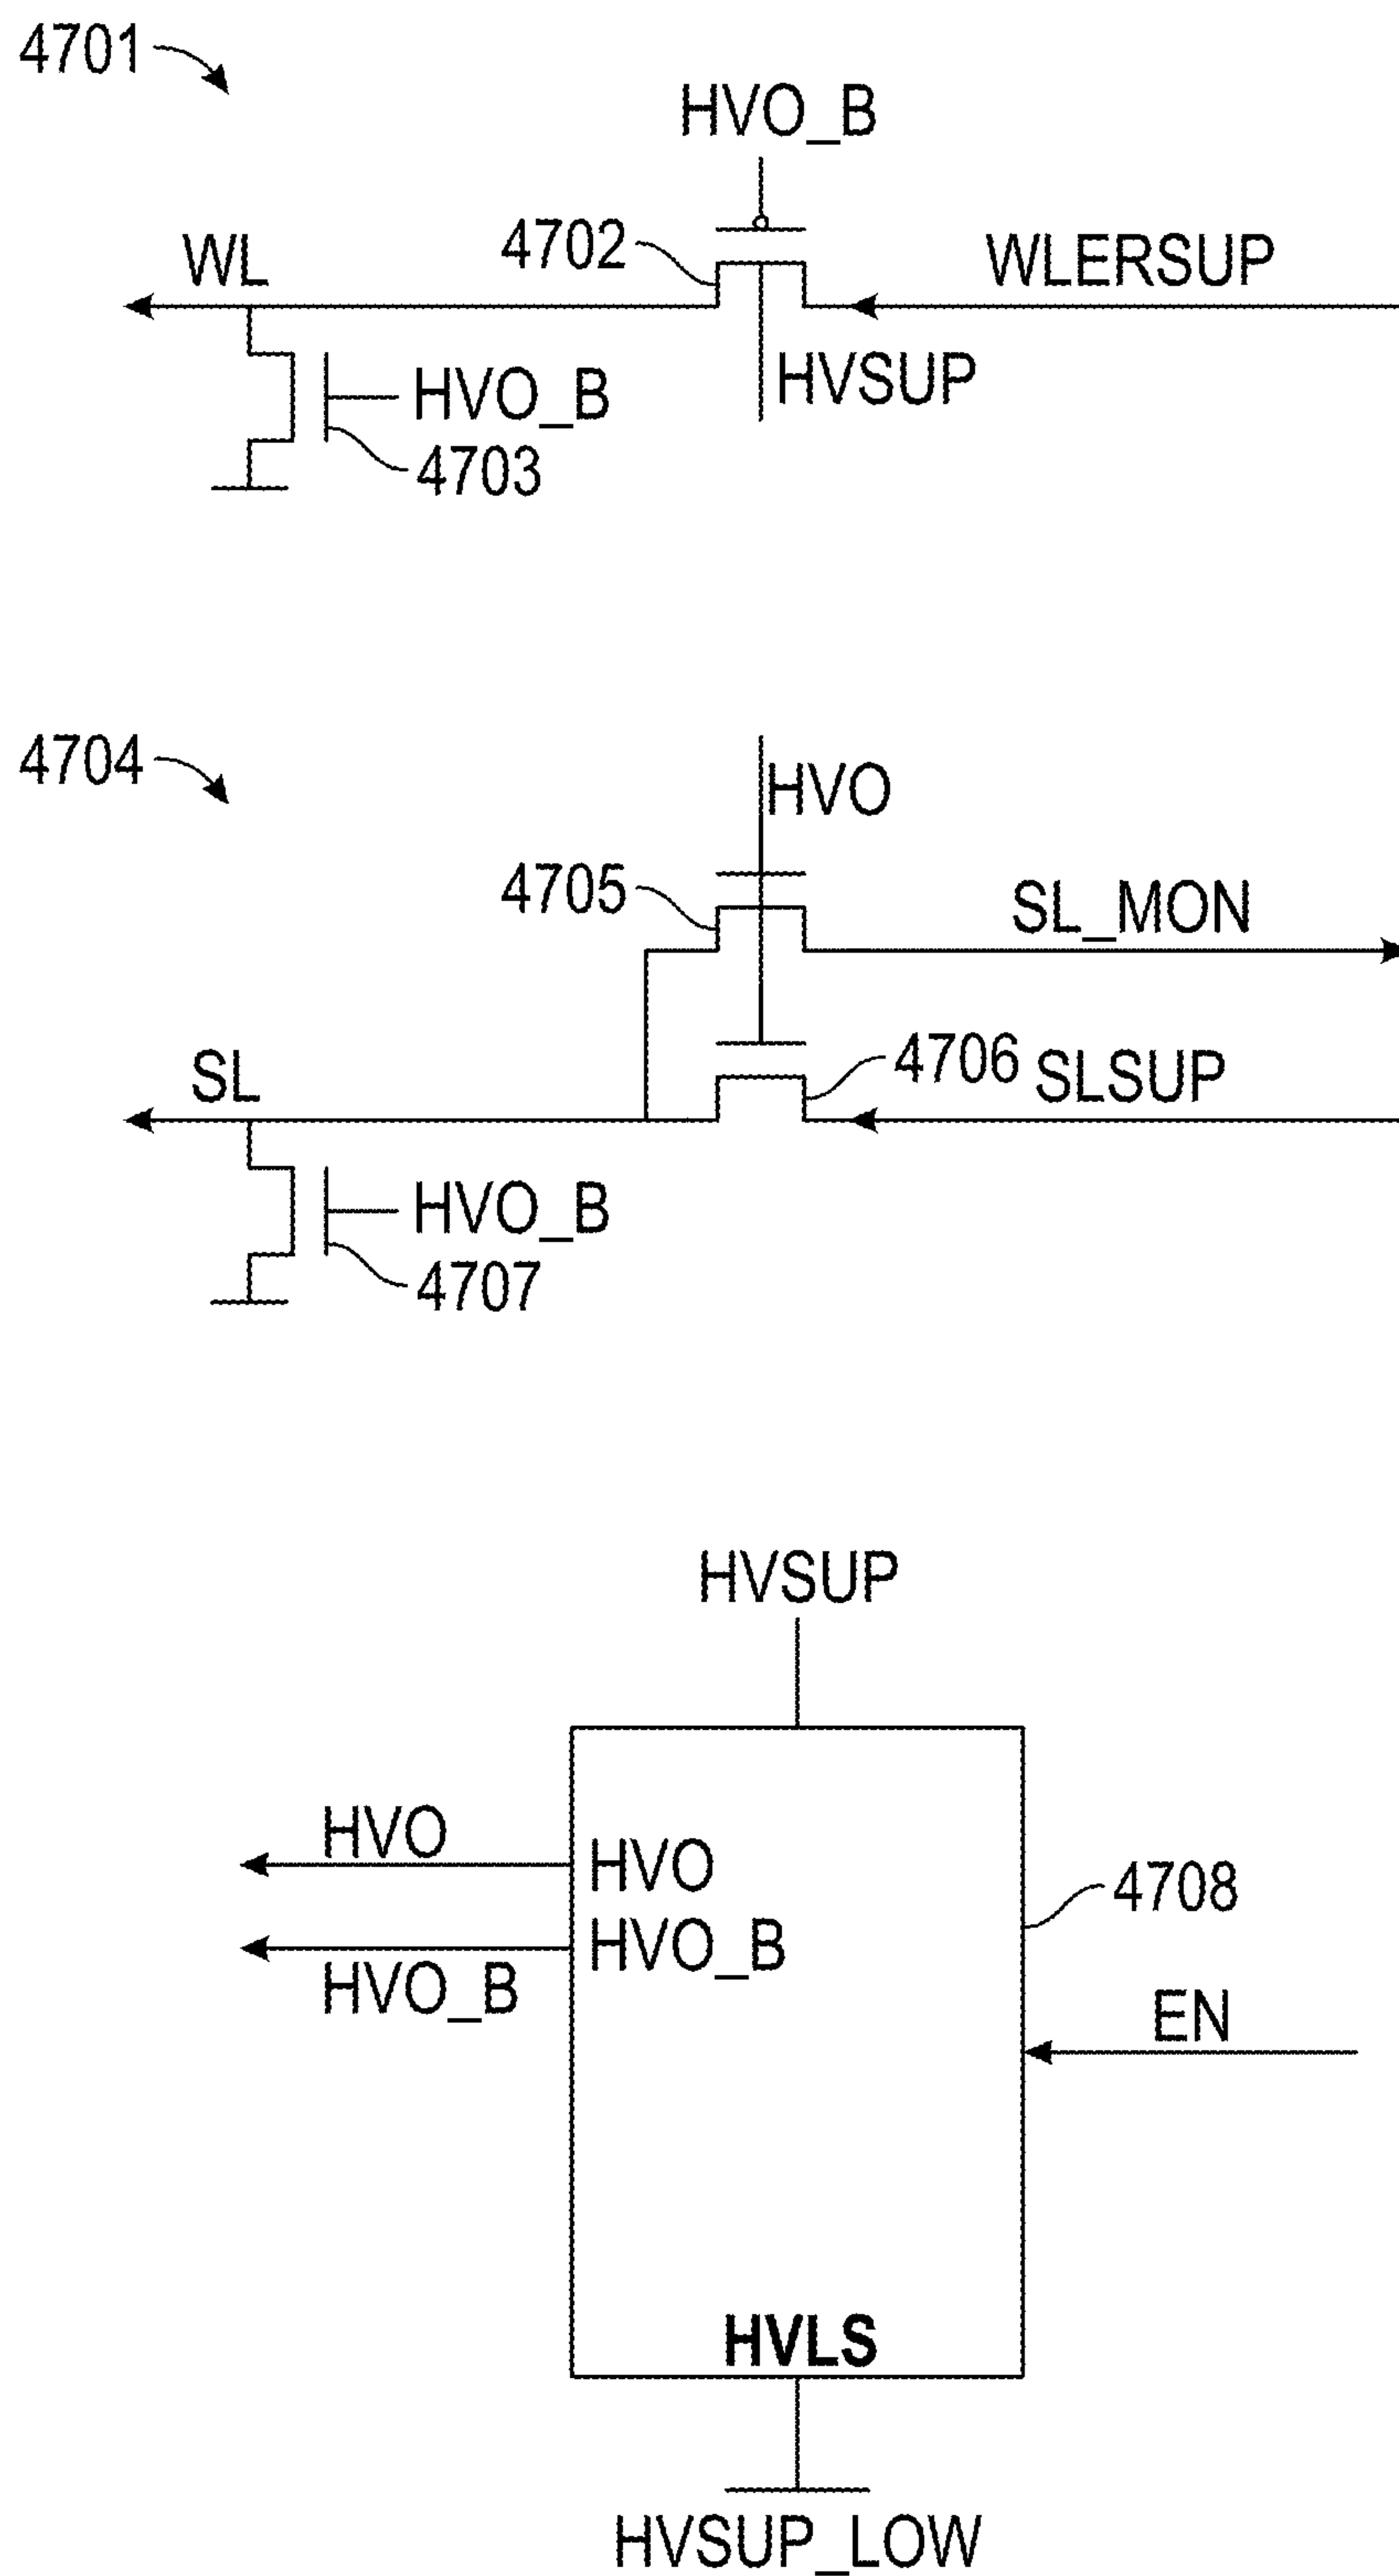 4701
HVO_B
4702
WL
WLERSUP
HVSUP
HVO_B
4703
4704
HVO
4705
SL_MON
4706
SL
SLSUP
HVO_B
4707
HVSUP
HVO
HVO
4708
HVO_B
HVO_B
EN
HVLS
HVSUP_LOW